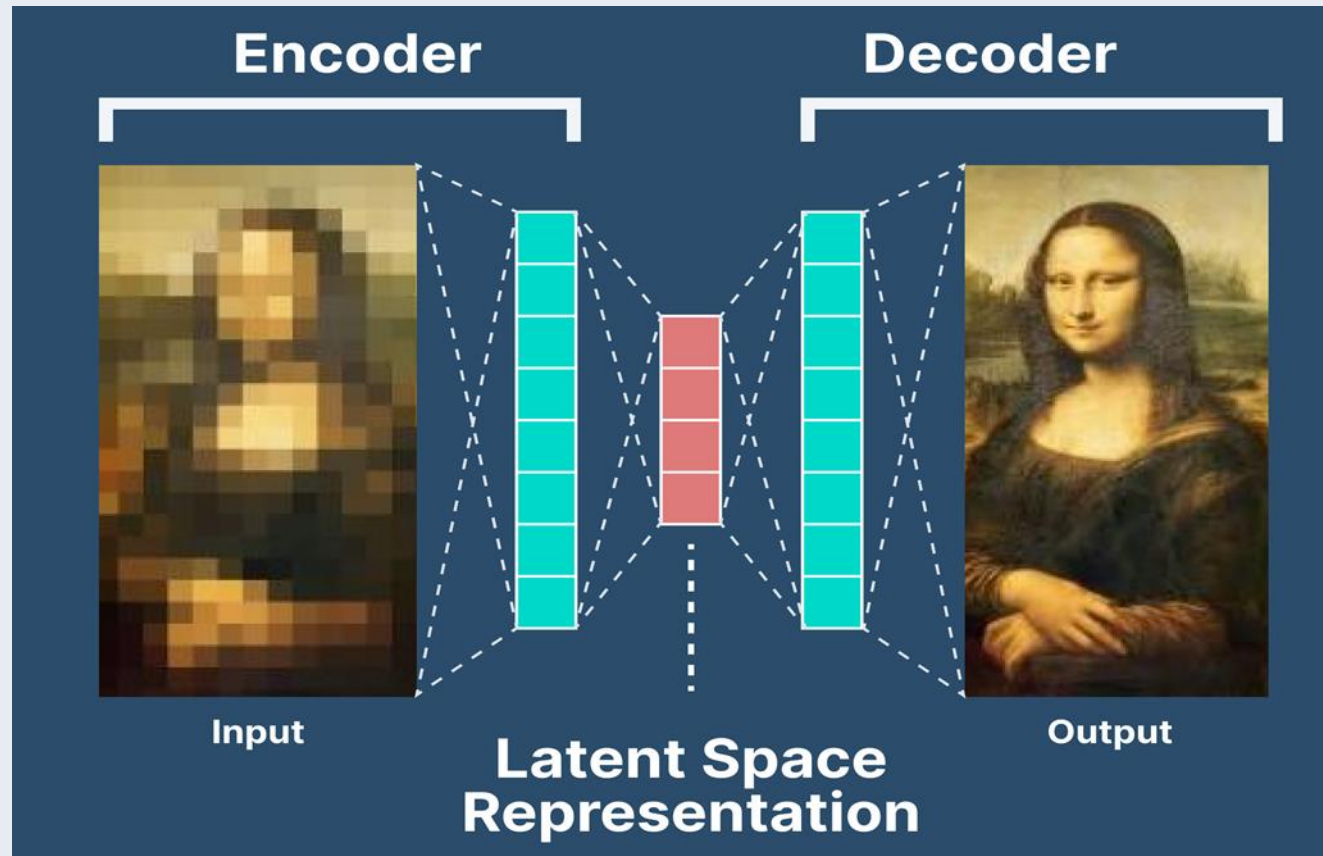 Encoder
Decoder
Input
Output
Latent Space
Representation